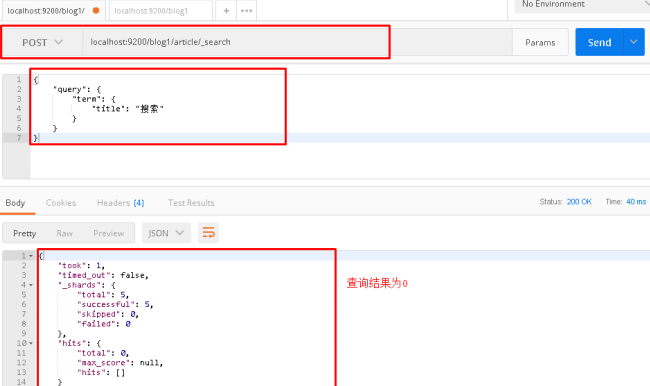 localhost:9200/blog1/
localhost:9200/blog1
+
•••
No Environment
POST
localhost:9200/blog1/article/_search
Params
Send
1 {
2 "query": {
3 "term": {
4 "title": "搜索"
5 }
6 }
7 }
Body
Cookies
Headers (4)
Test Results
Status: 200 OK
Time: 40 ms
Pretty
Raw
Preview
JSON
1 {
2 "took": 1,
3 "timed_out": false,
4 "_shards": {
5 "total": 5,
6 "successful": 5,
7 "skipped": 0,
8 "failed": 0
9 },
10 "hits": {
11 "total": 0,
12 "max_score": null,
13 "hits": []
14 }
查询结果为0